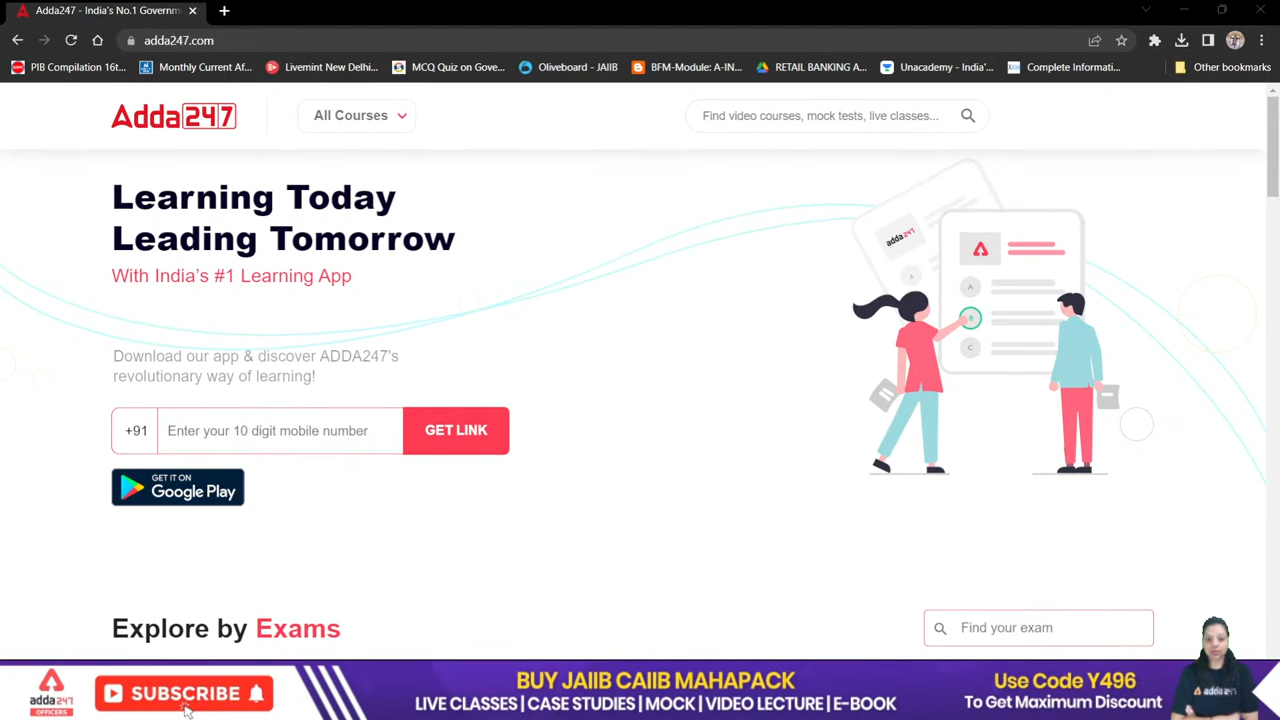 Adda247 - India's No.1 Governm
adda247.com
PIB Compilation 16t...
Monthly Current Af...
Livemint New Delhi...
MCQ Quiz on Gove...
Oliveboard - JAIIB
BFM-Module: A-IN...
RETAIL BANKING A...
Unacademy - India'...
Complete Informati...
Other bookmarks
Adda247
All Courses
Find video courses, mock tests, live classes...
Learning Today
Leading Tomorrow
With India's #1 Learning App
adda247
A
B
C
Download our app & discover ADDA247's
revolutionary way of learning!
+91
Enter your 10 digit mobile number
GET LINK
GET IT ON
Google Play
Explore by Exams
Find your exam
adda247
OFFICERS
SUBSCRIBE
BUY JAIIB CAIIB MAHAPACK
LIVE CLASSES | CASE STUDIES | MOCK | VIDEO LECTURE | E-BOOK
Use Code Y496
To Get Maximum Discount
adda247